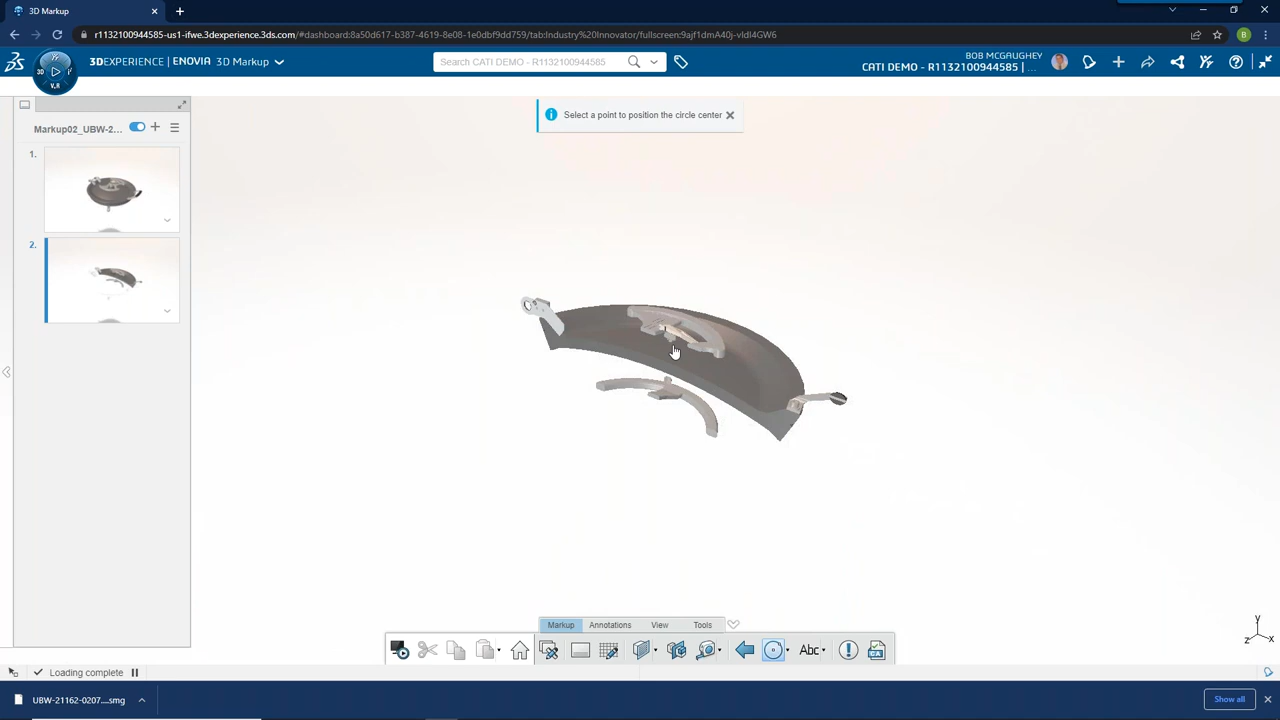 3D Markup
r1132100944585-us1-ifwe.3dexperience.3ds.com/#dashboard:8a50d617-b387-4619-8e08-1e0dbf9dd759/tab:Industry%20Innovator/fullscreen:9ajf1dmA40j-vIdI4GW6
B
3DEXPERIENCE | ENOVIA 3D Markup
Search CATI DEMO - R1132100944585
BOB MCGAUGHEY
CATI DEMO - R1132100944585 | ...
3D
V.R
Markup02_UBW-2...
Select a point to position the circle center
1.
2.
Y
Z X
Markup Annotations View Tools
Abc
Loading complete
UBW-21162-0207....smg
Show all